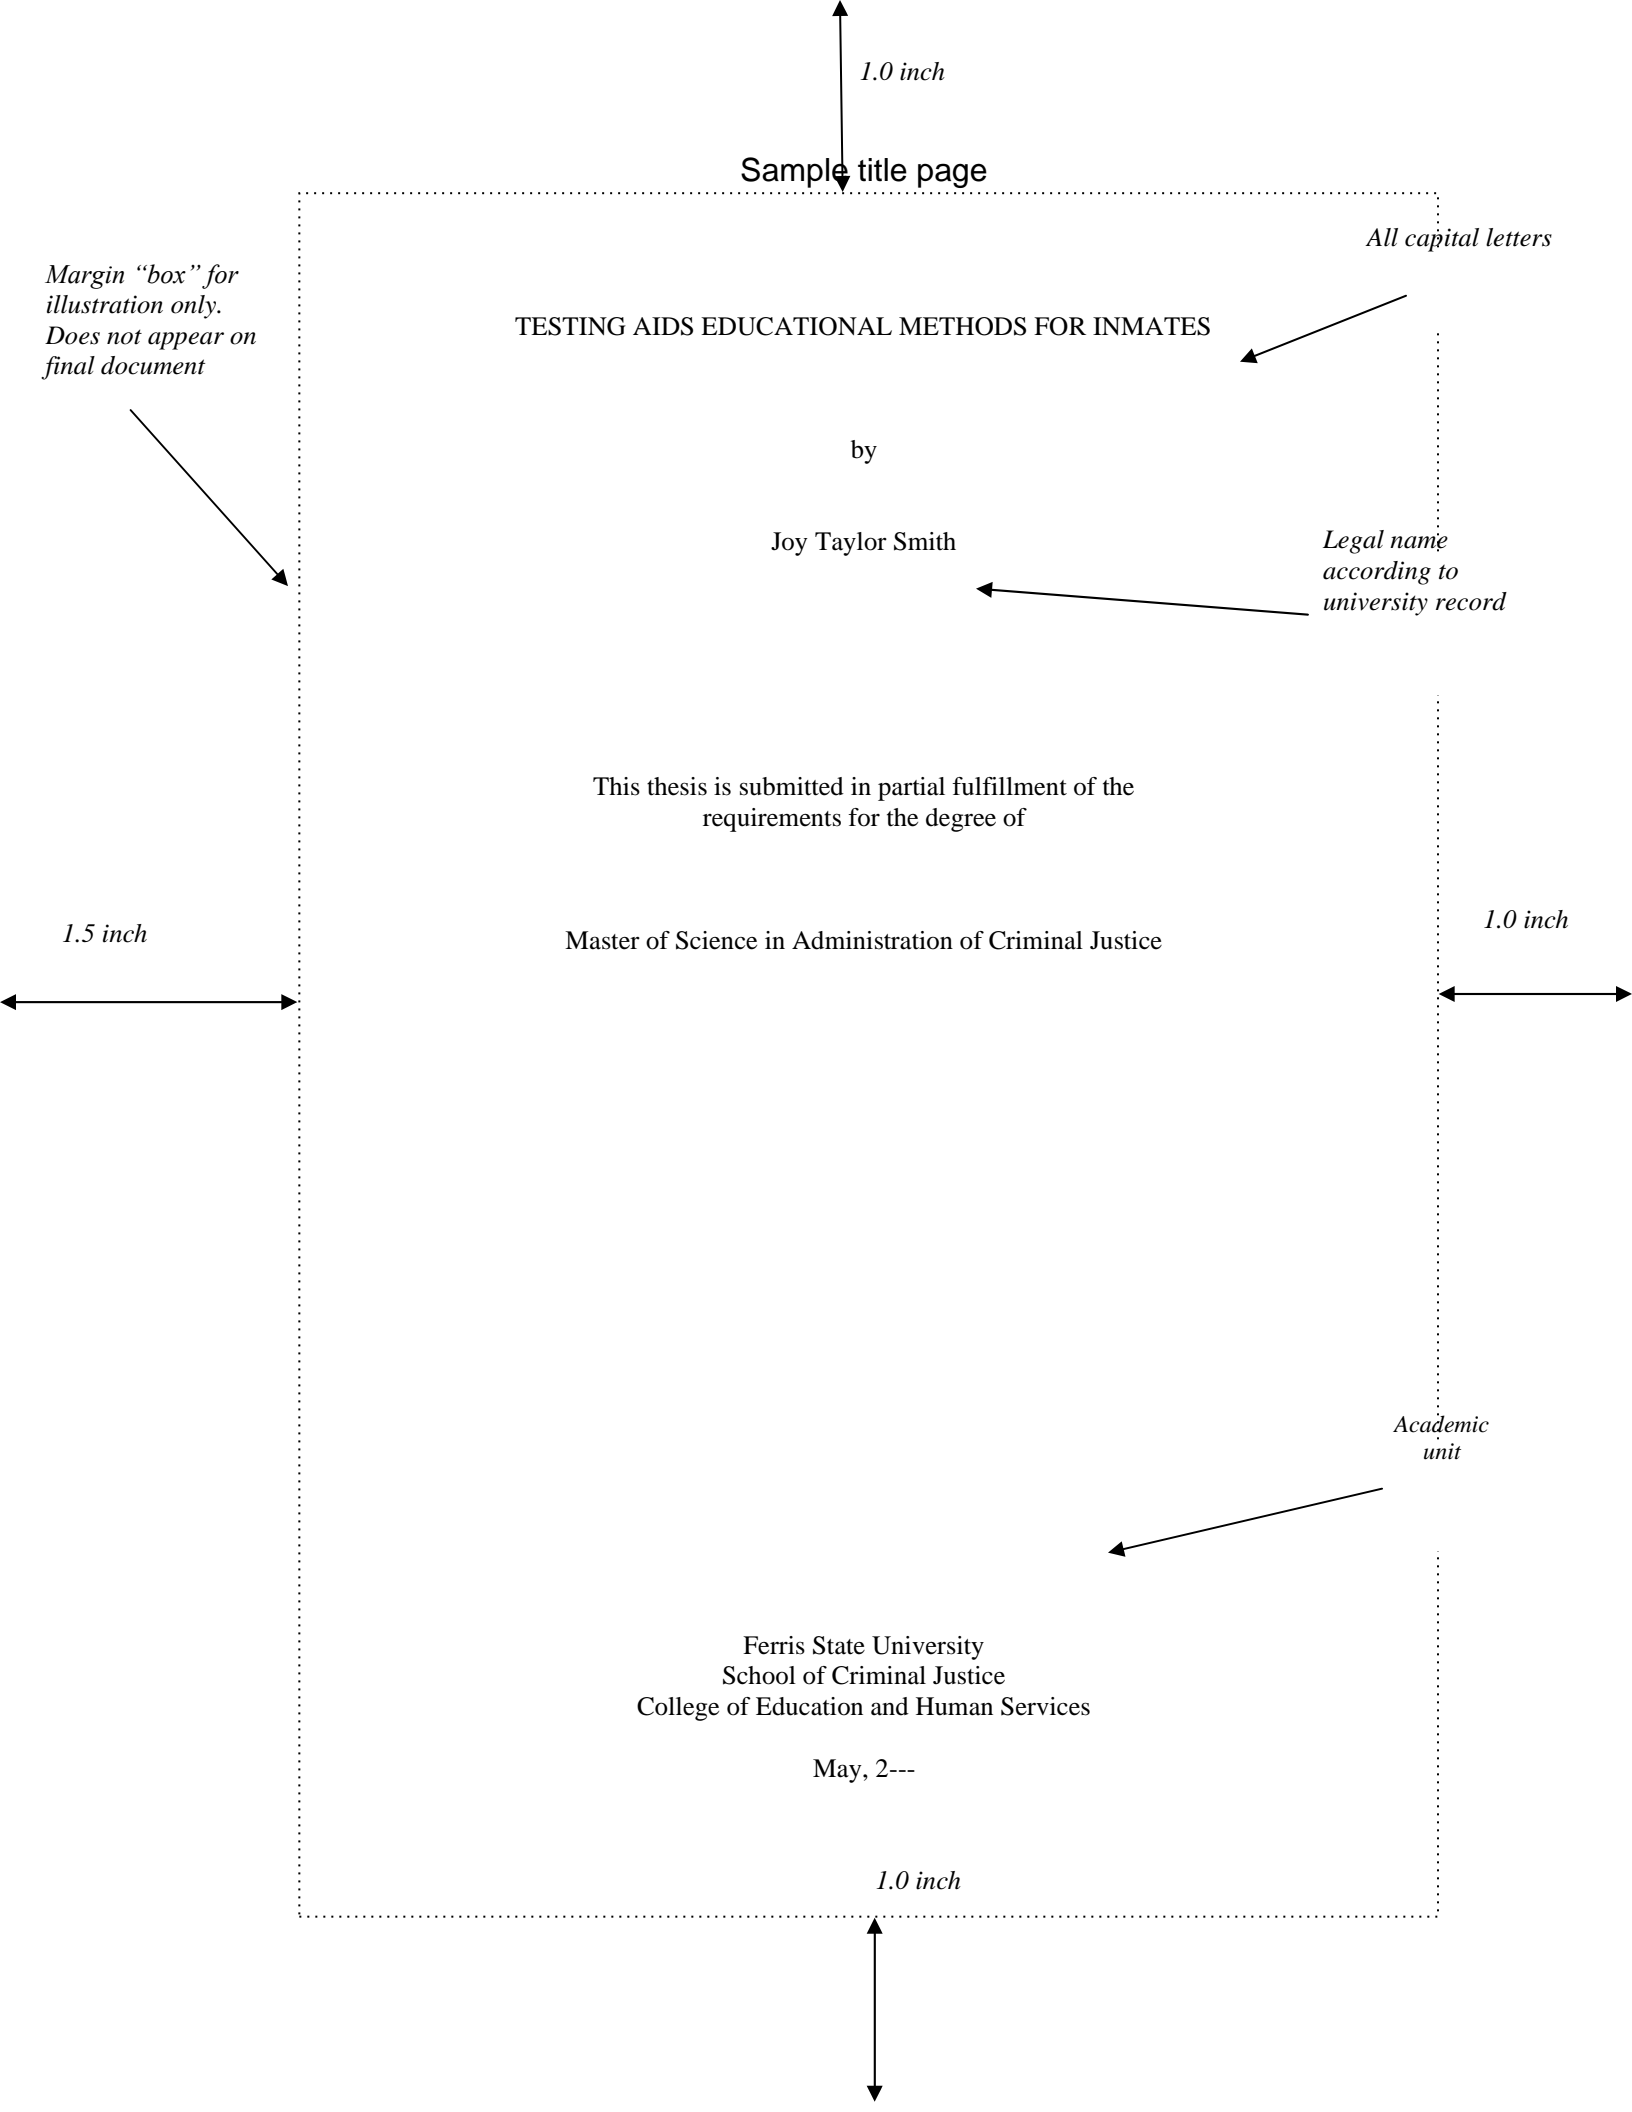 1.0 inch
Sample title page
All capital letters
Margin “box” for
illustration only.
Does not appear on
final document
TESTING AIDS EDUCATIONAL METHODS FOR INMATES
by
Joy Taylor Smith
Legal name
according to
university record
This thesis is submitted in partial fulfillment of the
requirements for the degree of
1.5 inch
Master of Science in Administration of Criminal Justice
1.0 inch
Academic
unit
Ferris State University
School of Criminal Justice
College of Education and Human Services
May, 2---
1.0 inch